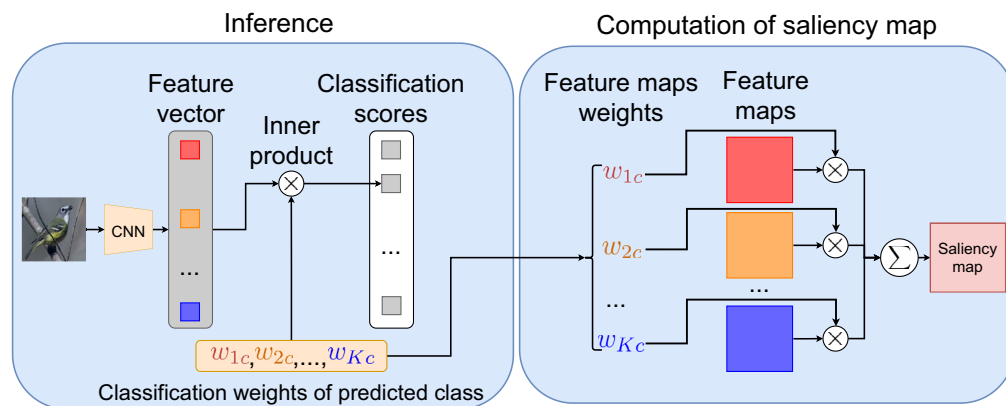 Inference
Feature
vector
Inner
product
Classification
scores
CNN
...
...
w1c,w2c,...,wKc
Classification weights of predicted class
Computation of saliency map
Feature maps
weights
Feature
maps
w1c
w2c
...
wKc
...
Σ
Saliency
map